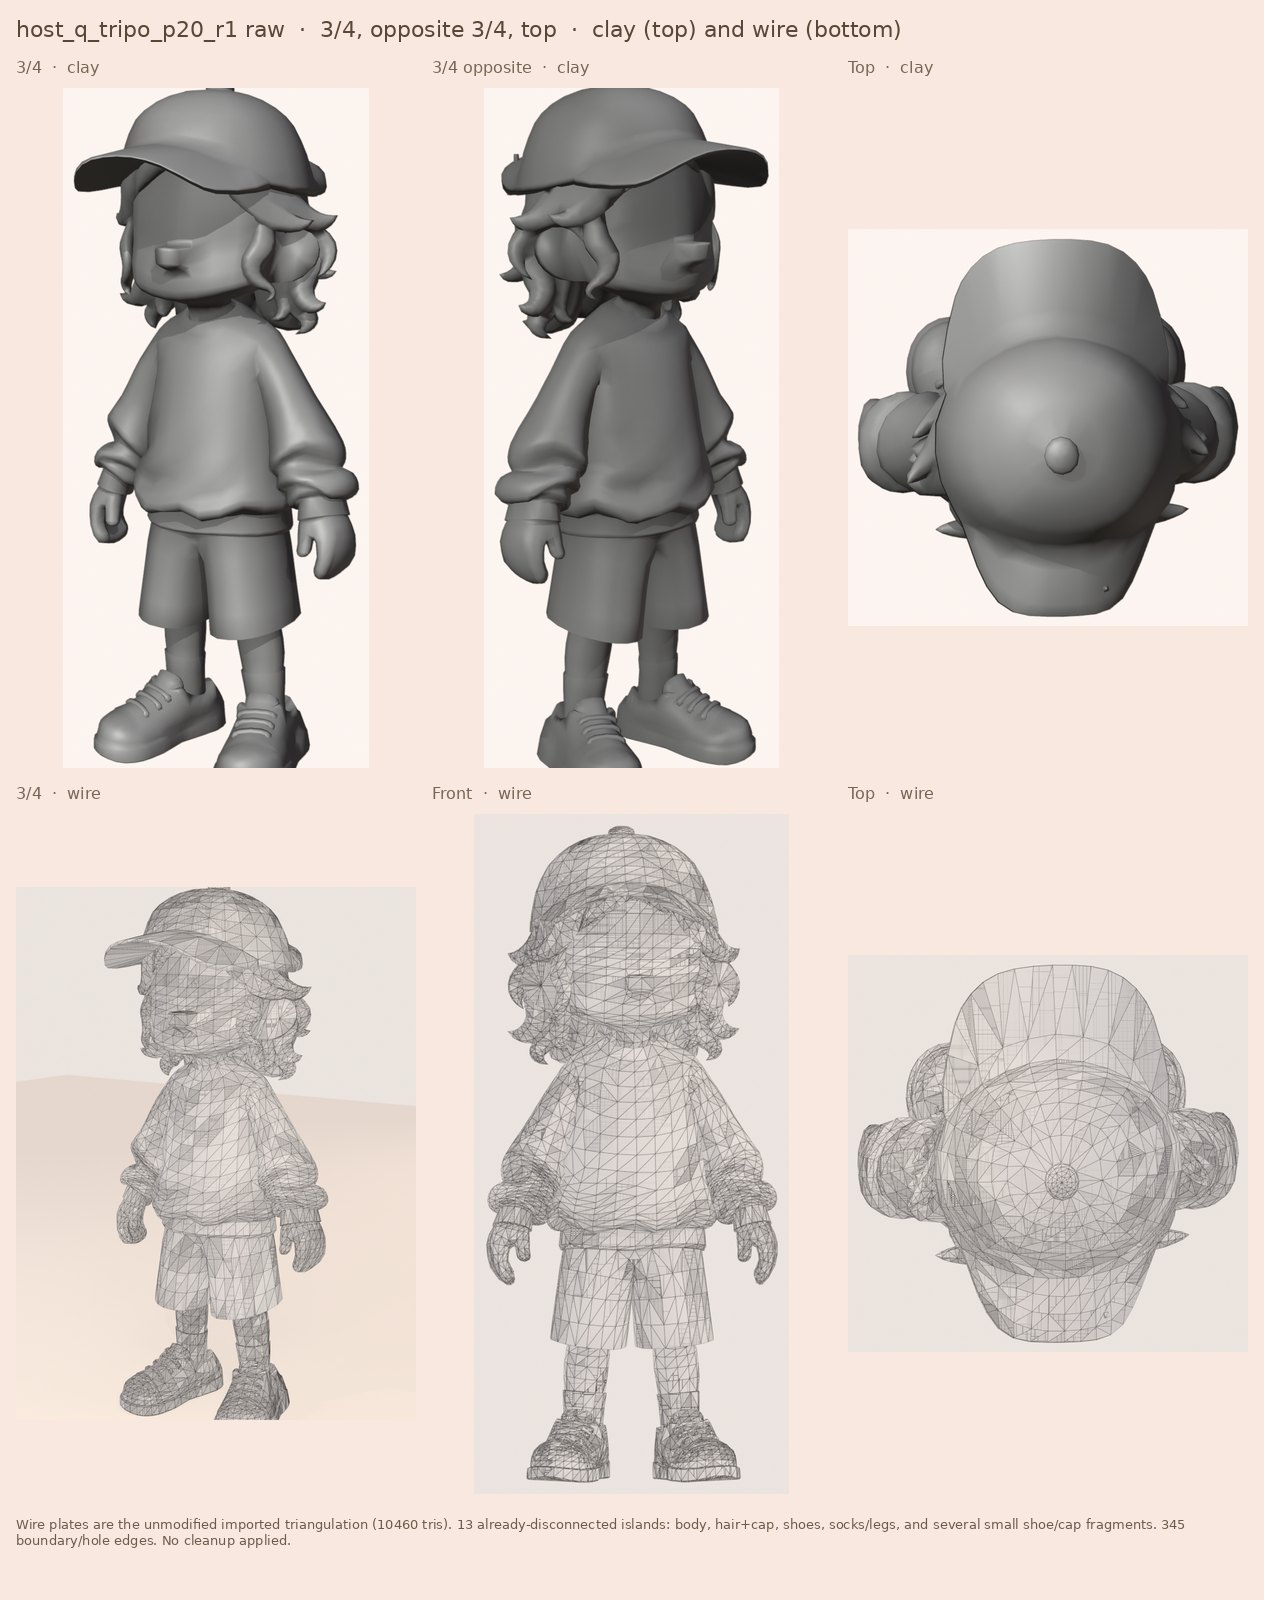 host_q_tripo_p20_r1 raw  ·  3/4, opposite 3/4, top  ·  clay (top) and wire (bottom)
3/4  ·  clay
3/4 opposite  ·  clay
Top  ·  clay
3/4  ·  wire
Front  ·  wire
Top  ·  wire
Wire plates are the unmodified imported triangulation (10460 tris). 13 already-disconnected islands: body, hair+cap, shoes, socks/legs, and several small shoe/cap fragments. 345
boundary/hole edges. No cleanup applied.